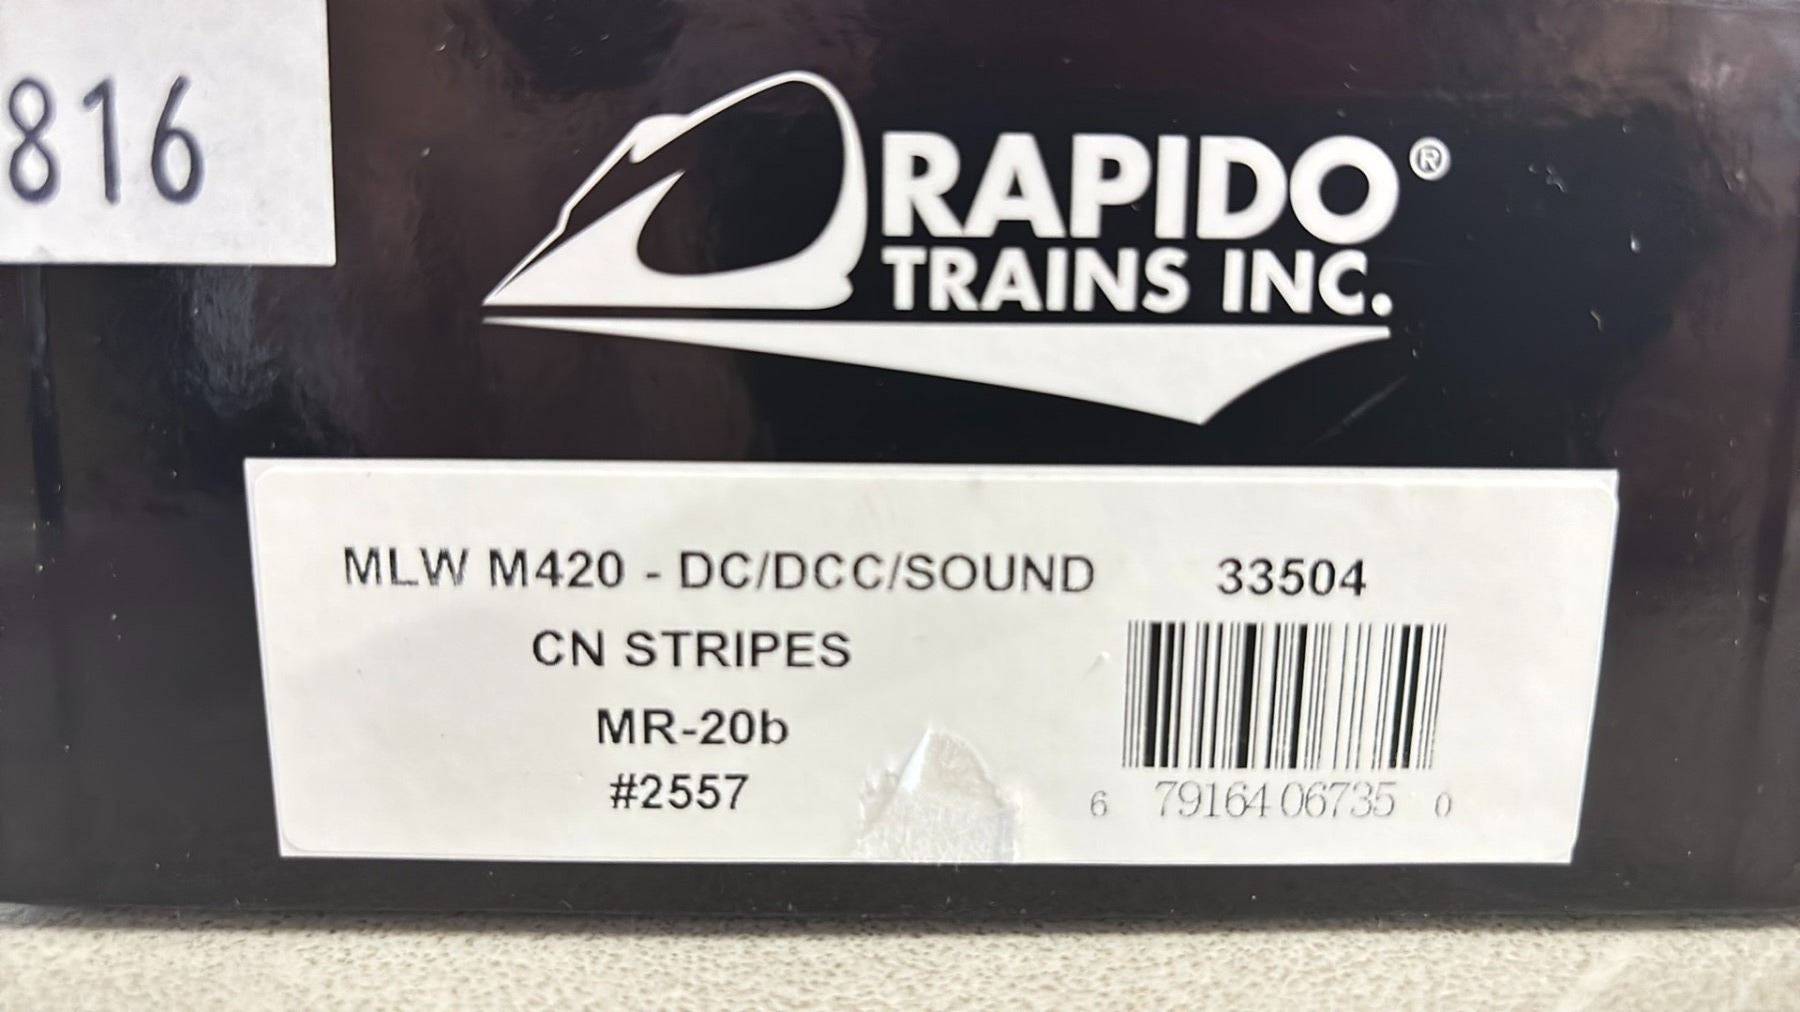 816
RAPIDO®
TRAINS INC.
MLW M420 - DC/DCC/SOUND 33504
CN STRIPES
MR-20b
#2557
6 79164 06735 0